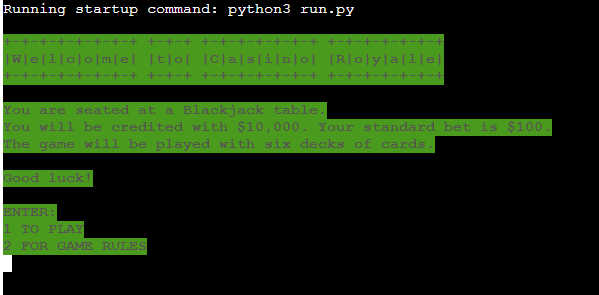 Running startup command: python3 run.py
+-+-+-+-+-+-+-+ +-+-+ +-+-+-+-+-+-+ +-+-+-+-+-+-+
|W|e|l|c|o|m|e| |t|o| |C|a|s|i|n|o| |R|o|y|a|l|e|
+-+-+-+-+-+-+-+ +-+-+ +-+-+-+-+-+-+ +-+-+-+-+-+-+
You are seated at a Blackjack table.
You will be credited with $10,000. Your standard bet is $100.
The game will be played with six decks of cards.
Good luck!
ENTER:
1 TO PLAY
2 FOR GAME RULES